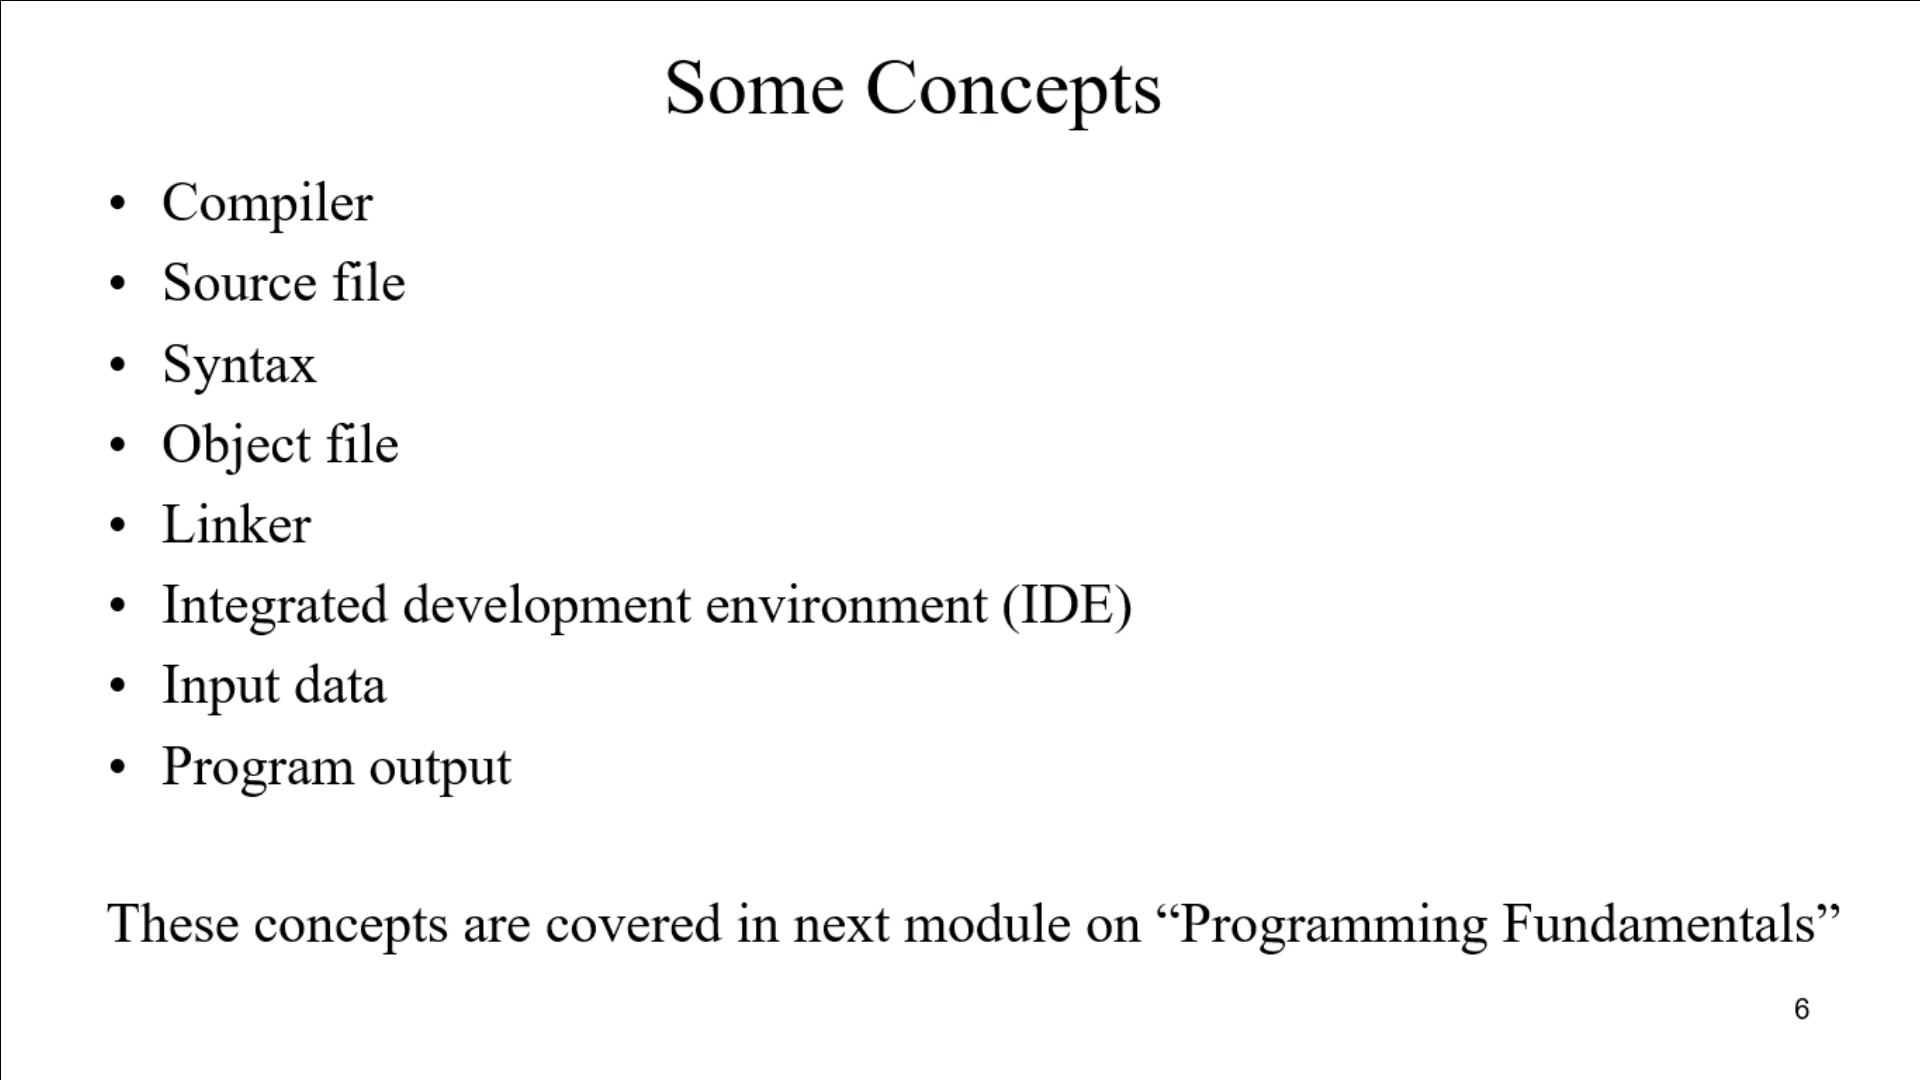 Some Concepts
• Compiler
• Source file
• Syntax
• Object file
• Linker
• Integrated development environment (IDE)
• Input data
• Program output
These concepts are covered in next module on “Programming Fundamentals”
6